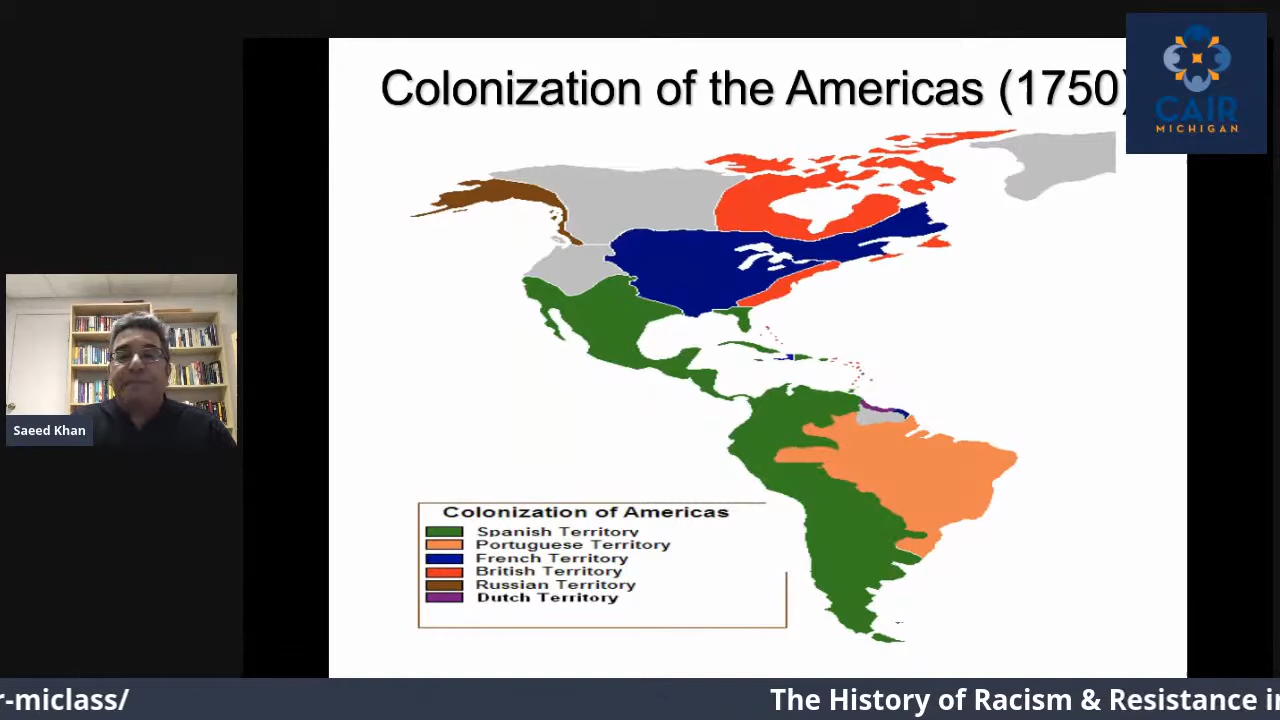 Colonization of the Americas (1750)
CAIR
MICHIGAN
Saeed Khan
Colonization of Americas
Spanish Territory
Portuguese Territory
French Territory
British Territory
Russian Territory
Dutch Territory
r-miclass/
The History of Racism & Resistance in